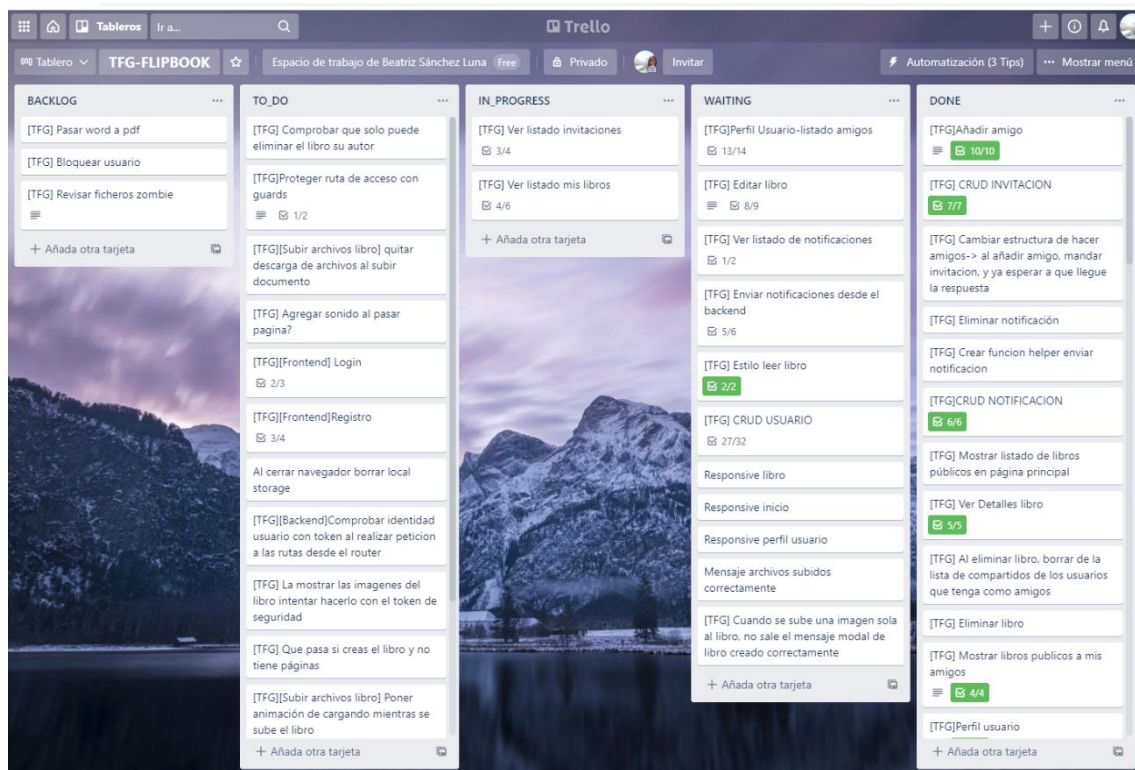 Tableros
Ir a...
Trello
Tablero
TFG-FLIPBOOK
Espacio de trabajo de Beatriz Sánchez Luna Free
Privado
Invitar
Automatización (3 Tips)
Mostrar menú
BACKLOG
[TFG] Pasar word a pdf
[TFG] Bloquear usuario
[TFG] Revisar ficheros zombie
+ Añada otra tarjeta
TO_DO
[TFG] Comprobar que solo puede
eliminar el libro su autor
[TFG]Proteger ruta de acceso con
guards
1/2
[TFG][Subir archivos libro] quitar
descarga de archivos al subir
documento
[TFG] Agregar sonido al pasar
pagina?
[TFG][Frontend] Login
2/3
[TFG][Frontend]Registro
3/4
Al cerrar navegador borrar local
storage
[TFG][Backend]Comprobar identidad
usuario con token al realizar peticion
a las rutas desde el router
[TFG] La mostrar las imagenes del
libro intentar hacerlo con el token de
seguridad
[TFG] Que pasa si creas el libro y no
tiene páginas
[TFG][Subir archivos libro] Poner
animación de cargando mientras se
sube el libro
+ Añada otra tarjeta
IN_PROGRESS
[TFG] Ver listado invitaciones
3/4
[TFG] Ver listado mis libros
4/6
+ Añada otra tarjeta
WAITING
[TFG]Perfil Usuario-listado amigos
13/14
[TFG] Editar libro
8/9
[TFG] Ver listado de notificaciones
1/2
[TFG] Enviar notificaciones desde el
backend
5/6
[TFG] Estilo leer libro
2/2
[TFG] CRUD USUARIO
27/32
Responsive libro
Responsive inicio
Responsive perfil usuario
Mensaje archivos subidos
correctamente
[TFG] Cuando se sube una imagen sola
al libro, no sale el mensaje modal de
libro creado correctamente
+ Añada otra tarjeta
DONE
[TFG]Añadir amigo
10/10
[TFG] CRUD INVITACION
7/7
[TFG] Cambiar estructura de hacer
amigos-> al añadir amigo, mandar
invitacion, y ya esperar a que llegue
la respuesta
[TFG] Eliminar notificación
[TFG] Crear funcion helper enviar
notificacion
[TFG]CRUD NOTIFICACION
6/6
[TFG] Mostrar listado de libros
públicos en página principal
[TFG] Ver Detalles libro
5/5
[TFG] Al eliminar libro, borrar de la
lista de compartidos de los usuarios
que tenga como amigos
[TFG] Eliminar libro
[TFG] Mostrar libros publicos a mis
amigos
4/4
[TFG]Perfil usuario
+ Añada otra tarjeta